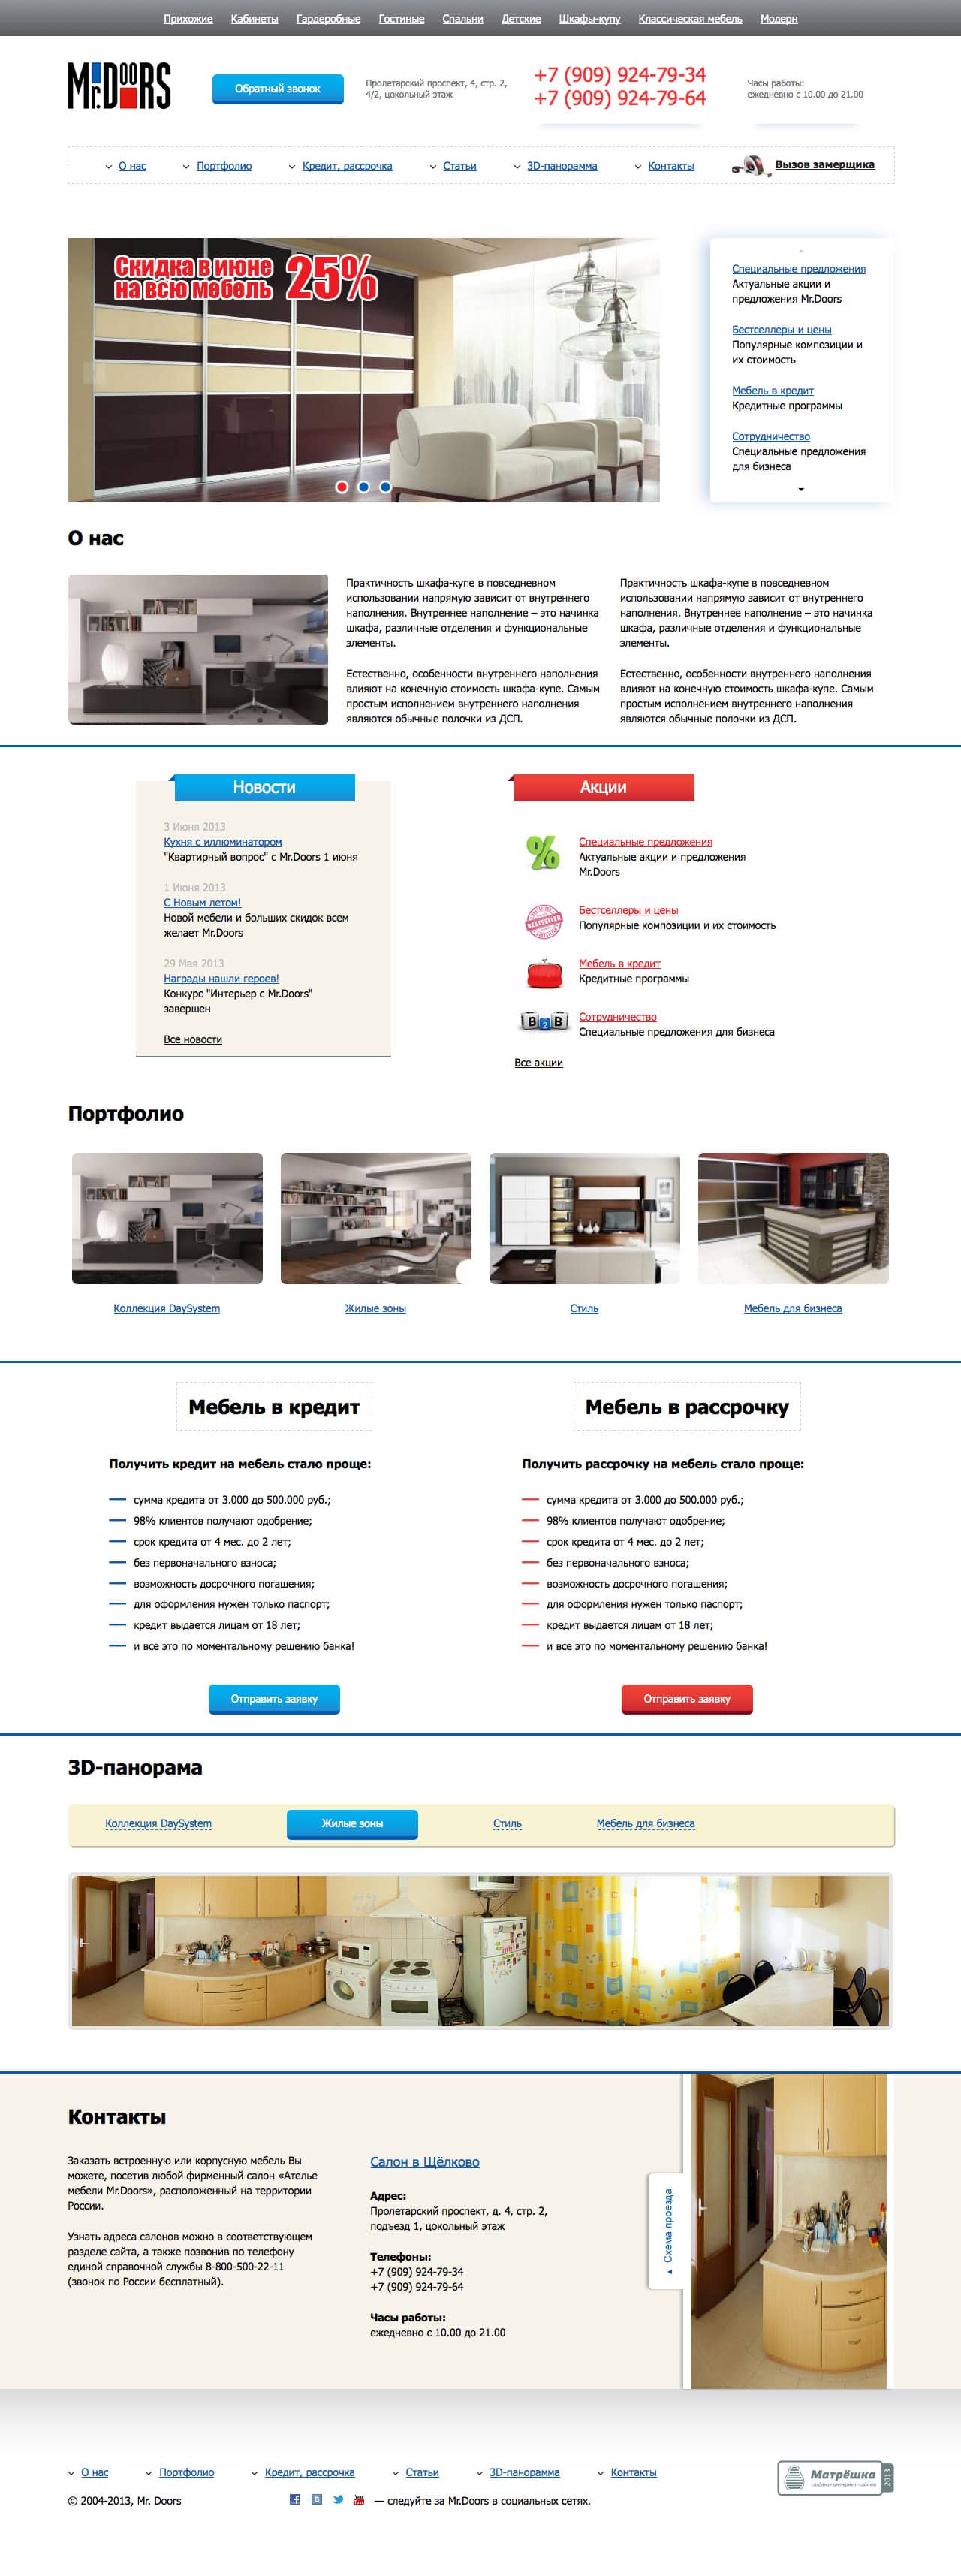 Прихожие Кабинеты Гардеробные Гостиные Спальни Детские Шкафы-купу Классическая мебель Модерн
Mr.DOORS
Обратный звонок
Пролетарский проспект, 4, стр. 2,
4/2, цокольный этаж
+7 (909) 924-79-34
+7 (909) 924-79-64
Часы работы:
ежедневно с 10.00 до 21.00
О нас Портфолио Кредит, рассрочка Статьи 3D-панорама Контакты Вызов замерщика
Скидка в июне
на всю мебель 25%
Специальные предложения
Актуальные акции и
предложения Mr.Doors
Бестселлеры и цены
Популярные композиции и
их стоимость
Мебель в кредит
Кредитные программы
Сотрудничество
Специальные предложения
для бизнеса
О нас
Практичность шкафа-купе в повседневном
использовании напрямую зависит от внутреннего
наполнения. Внутреннее наполнение – это начинка
шкафа, различные отделения и функциональные
элементы.
Естественно, особенности внутреннего наполнения
влияют на конечную стоимость шкафа-купе. Самым
простым исполнением внутреннего наполнения
являются обычные полочки из ДСП.
Практичность шкафа-купе в повседневном
использовании напрямую зависит от внутреннего
наполнения. Внутреннее наполнение – это начинка
шкафа, различные отделения и функциональные
элементы.
Естественно, особенности внутреннего наполнения
влияют на конечную стоимость шкафа-купе. Самым
простым исполнением внутреннего наполнения
являются обычные полочки из ДСП.
Новости
3 Июня 2013
Кухня с иллюминатором
"Квартирный вопрос" с Mr.Doors 1 июня
1 Июня 2013
С Новым летом!
Новой мебели и больших скидок всем
желает Mr.Doors
29 Мая 2013
Награды нашли героев!
Конкурс "Интерьер с Mr.Doors"
завершен
Все новости
Акции
%
Специальные предложения
Актуальные акции и предложения
Mr.Doors
BESTSELLER
Бестселлеры и цены
Популярные композиции и их стоимость
Мебель в кредит
Кредитные программы
B2B
Сотрудничество
Специальные предложения для бизнеса
Все акции
Портфолио
Коллекция DaySystem Жилые зоны Стиль Мебель для бизнеса
Мебель в кредит
Получить кредит на мебель стало проще:
сумма кредита от 3.000 до 500.000 руб.;
98% клиентов получают одобрение;
срок кредита от 4 мес. до 2 лет;
без первоначального взноса;
возможность досрочного погашения;
для оформления нужен только паспорт;
кредит выдается лицам от 18 лет;
и все это по моментальному решению банка!
Отправить заявку
Мебель в рассрочку
Получить рассрочку на мебель стало проще:
сумма кредита от 3.000 до 500.000 руб.;
98% клиентов получают одобрение;
срок кредита от 4 мес. до 2 лет;
без первоначального взноса;
возможность досрочного погашения;
для оформления нужен только паспорт;
кредит выдается лицам от 18 лет;
и все это по моментальному решению банка!
Отправить заявку
3D-панорама
Коллекция DaySystem Жилые зоны Стиль Мебель для бизнеса
Контакты
Заказать встроенную или корпусную мебель Вы
можете, посетив любой фирменный салон «Ателье
мебели Mr.Doors», расположенный на территории
России.
Узнать адреса салонов можно в соответствующем
разделе сайта, а также позвонив по телефону
единой справочной службы 8-800-500-22-11
(звонок по России бесплатный).
Салон в Щёлково
Адрес:
Пролетарский проспект, д. 4, стр. 2,
подъезд 1, цокольный этаж
Телефоны:
+7 (909) 924-79-34
+7 (909) 924-79-64
Часы работы:
ежедневно с 10.00 до 21.00
Схема проезда
О нас Портфолио Кредит, рассрочка Статьи 3D-панорама Контакты
Матрёшка
создание интернет-сайтов
2013
© 2004-2013, Mr. Doors
— следуйте за Mr.Doors в социальных сетях.